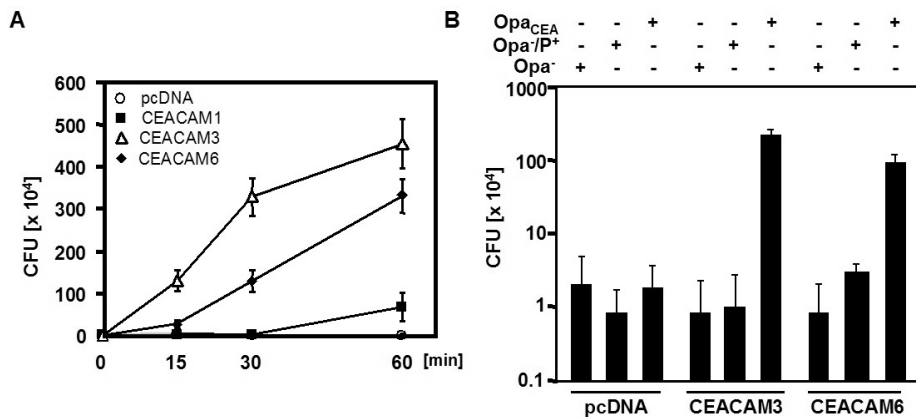 A
CFU [x 10⁴]
600
500
400
300
200
100
0
pcDNA
CEACAM1
CEACAM3
CEACAM6
0 15 30 60 [min]
B
OpaCEA - - + - - + - - +
Opa⁻/P⁺ - + - - + - - + -
Opa⁻ + - - + - - + - -
CFU [x 10⁴]
1000
100
10
1
0.1
pcDNA CEACAM3 CEACAM6